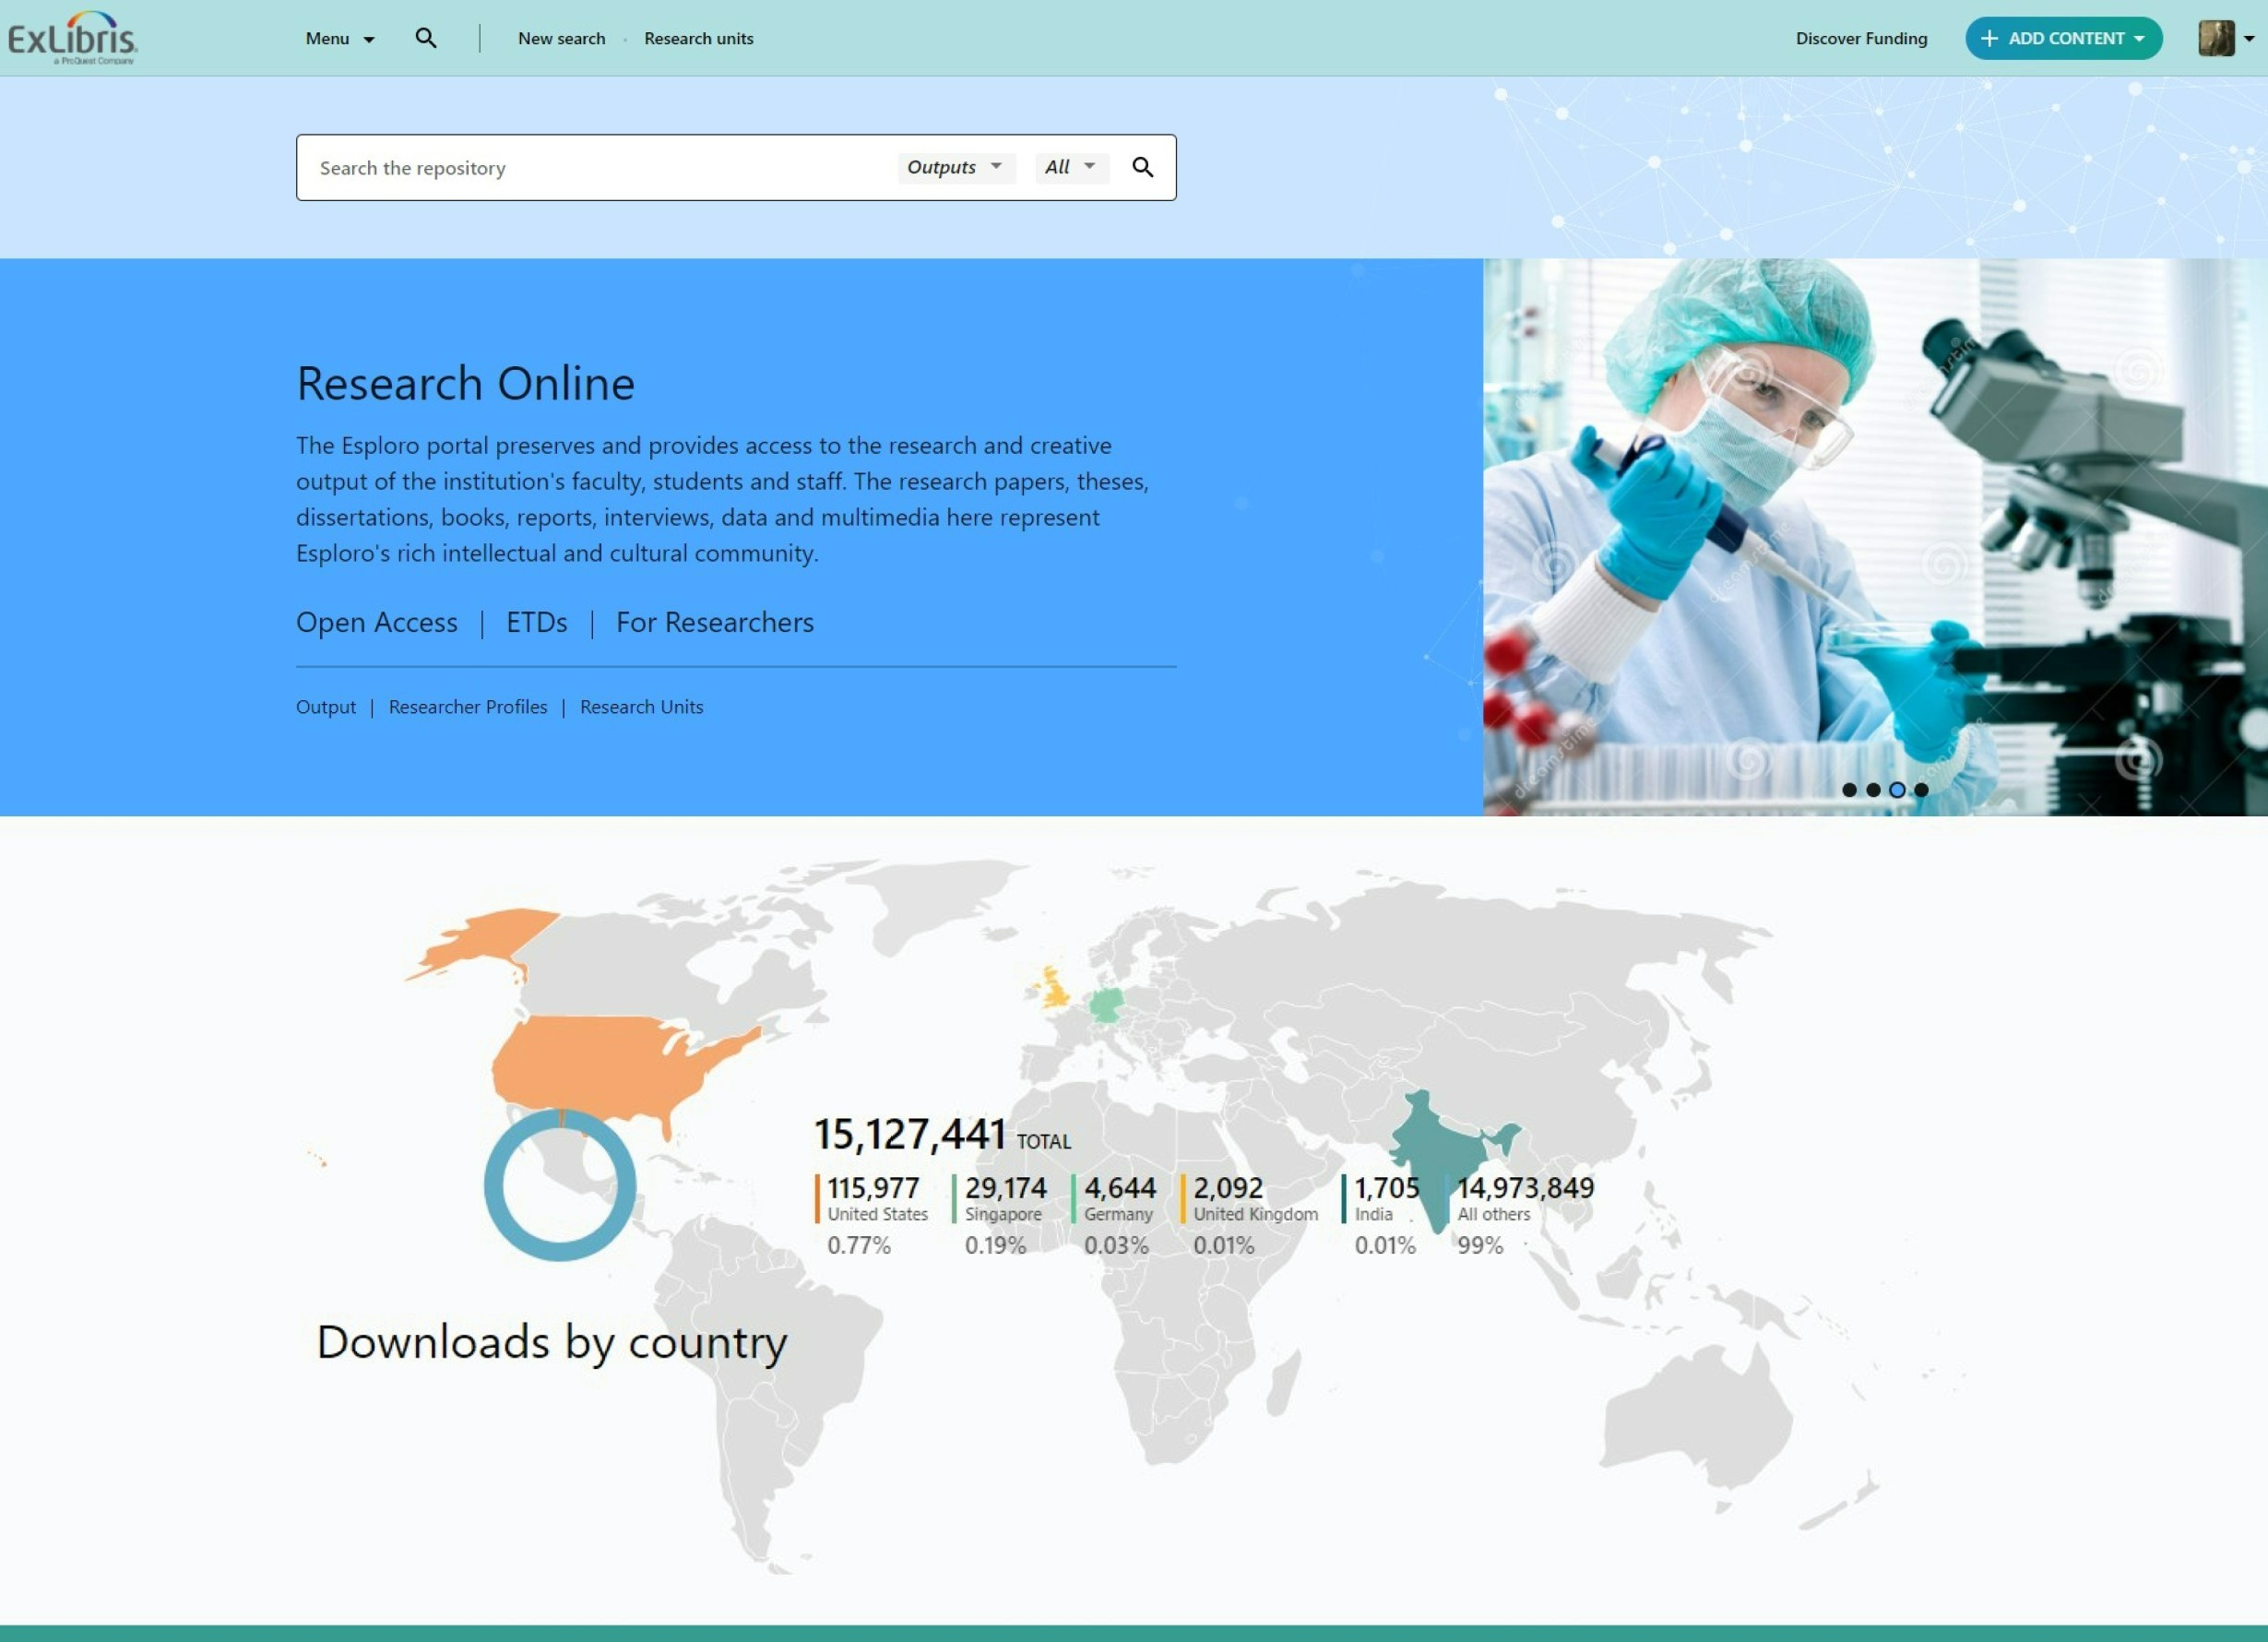 ExLibris
a ProQuest Company
Menu
New search · Research units
Discover Funding
+ ADD CONTENT
Search the repository
Outputs
All
Research Online
The Esploro portal preserves and provides access to the research and creative
output of the institution's faculty, students and staff. The research papers, theses,
dissertations, books, reports, interviews, data and multimedia here represent
Esploro's rich intellectual and cultural community.
Open Access | ETDs | For Researchers
Output | Researcher Profiles | Research Units
dreamstime
15,127,441 TOTAL
115,977 29,174 4,644 2,092 1,705 14,973,849
United States Singapore Germany United Kingdom India All others
0.77% 0.19% 0.03% 0.01% 0.01% 99%
Downloads by country